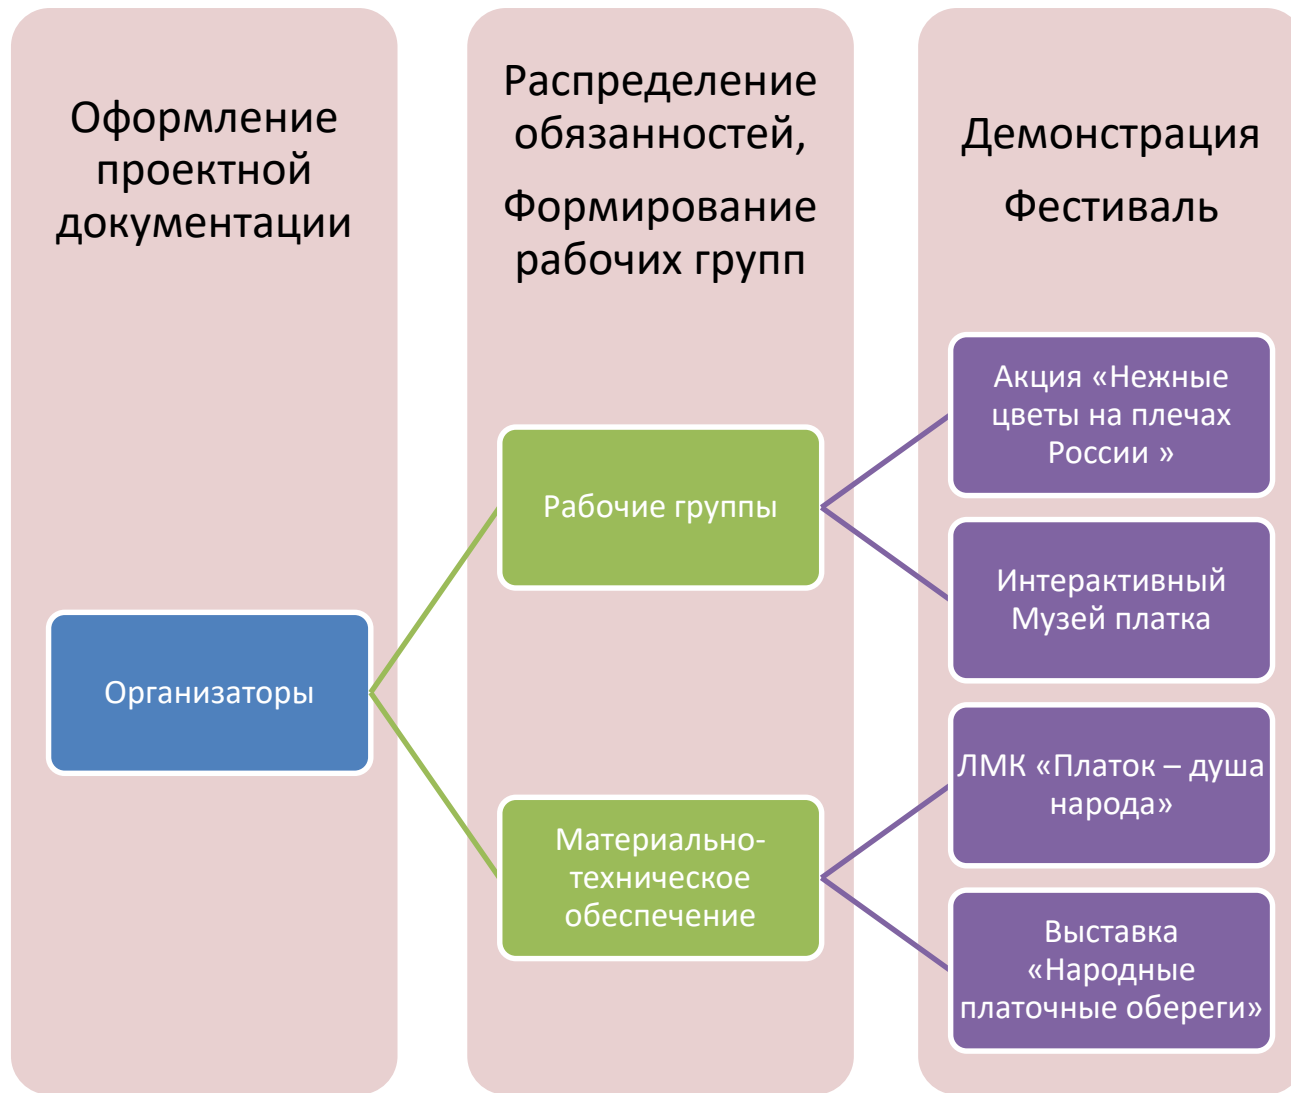 Оформление
проектной
документации
Распределение
обязанностей,
Формирование
рабочих групп
Демонстрация
Фестиваль
Организаторы
Рабочие группы
Материально-
техническое
обеспечение
Акция «Нежные
цветы на плечах
России »
Интерактивный
Музей платка
ЛМК «Платок – душа
народа»
Выставка
«Народные
платочные обереги»